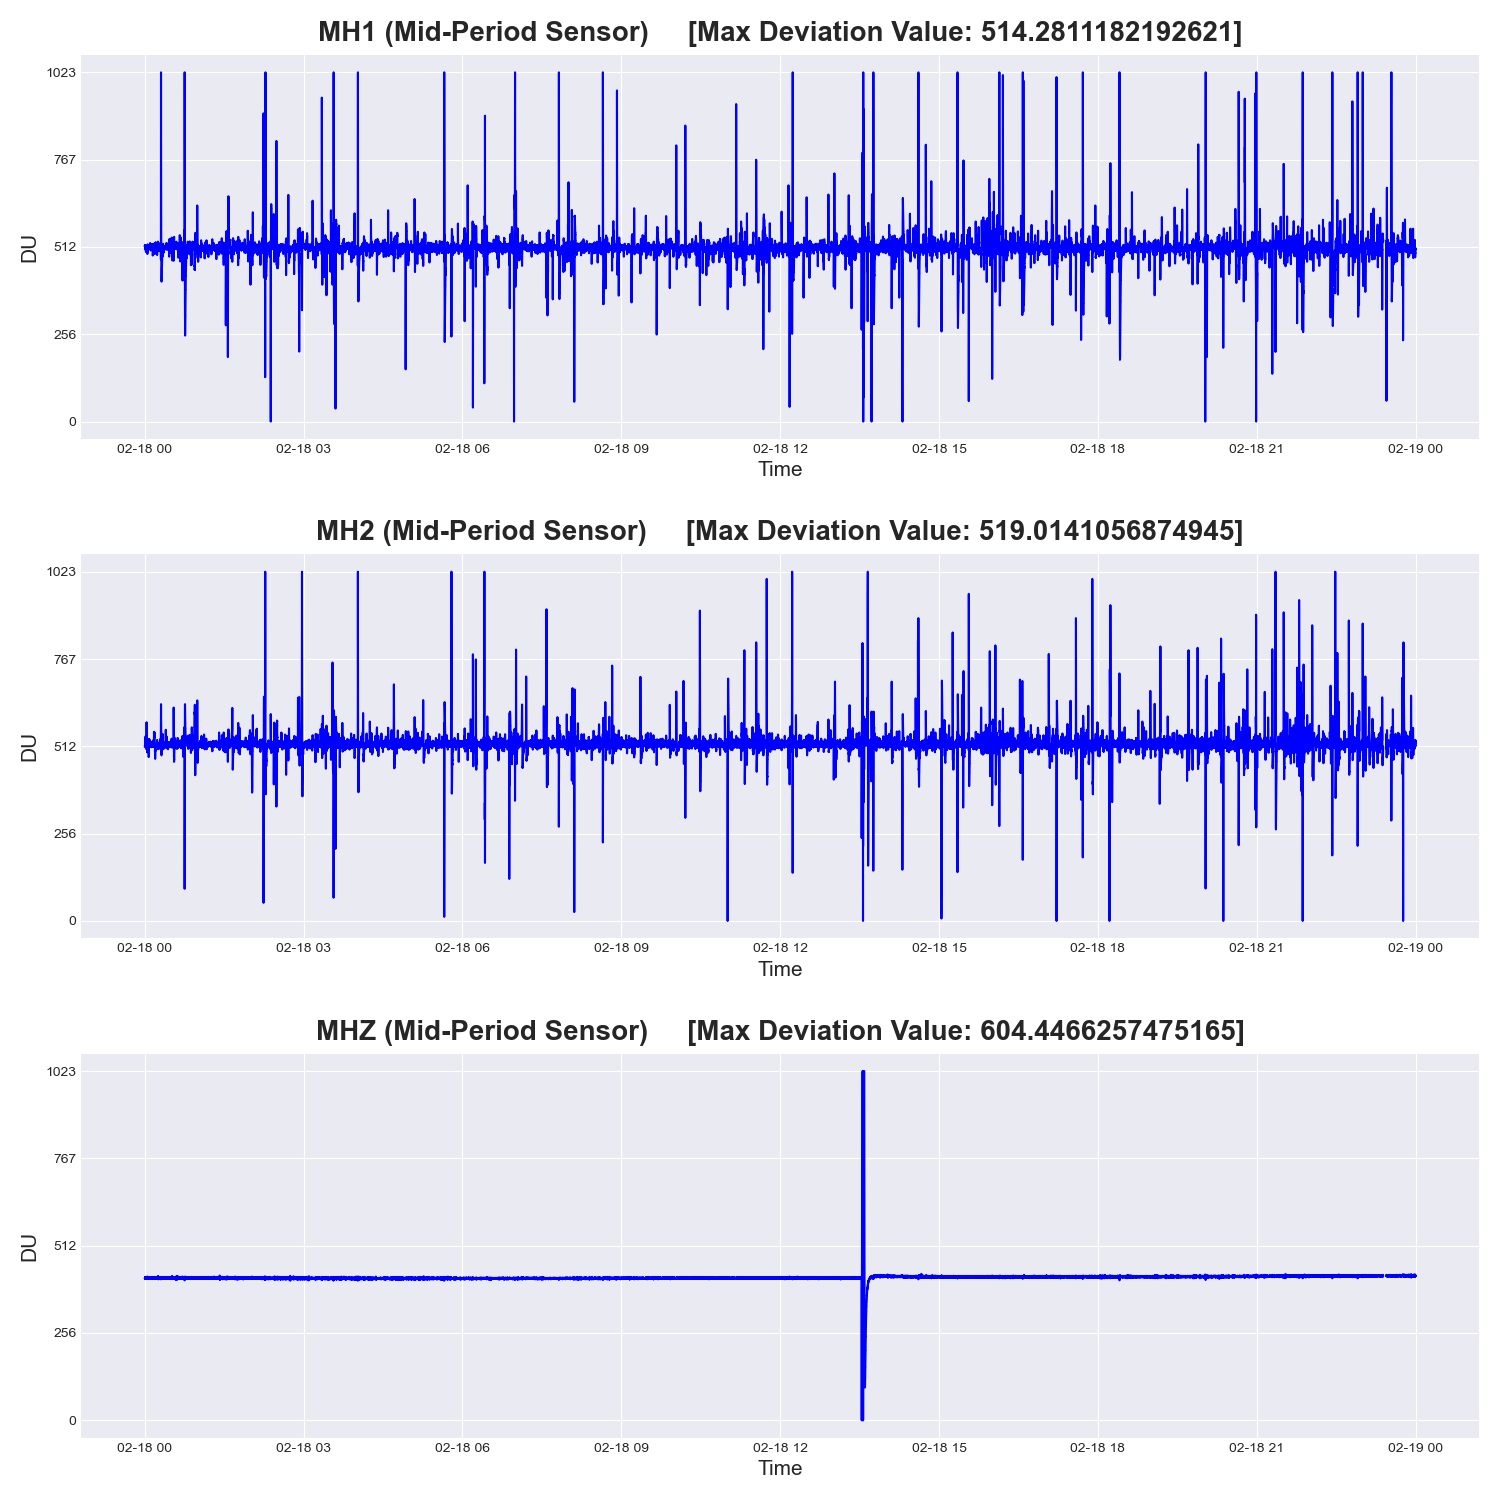 MH1 (Mid-Period Sensor) [Max Deviation Value: 514.2811182192621]
1023
767
512
256
0
DU
02-18 00 02-18 03 02-18 06 02-18 09 02-18 12 02-18 15 02-18 18 02-18 21 02-19 00
Time
MH2 (Mid-Period Sensor) [Max Deviation Value: 519.0141056874945]
1023
767
512
256
0
DU
02-18 00 02-18 03 02-18 06 02-18 09 02-18 12 02-18 15 02-18 18 02-18 21 02-19 00
Time
MHZ (Mid-Period Sensor) [Max Deviation Value: 604.4466257475165]
1023
767
512
256
0
DU
02-18 00 02-18 03 02-18 06 02-18 09 02-18 12 02-18 15 02-18 18 02-18 21 02-19 00
Time